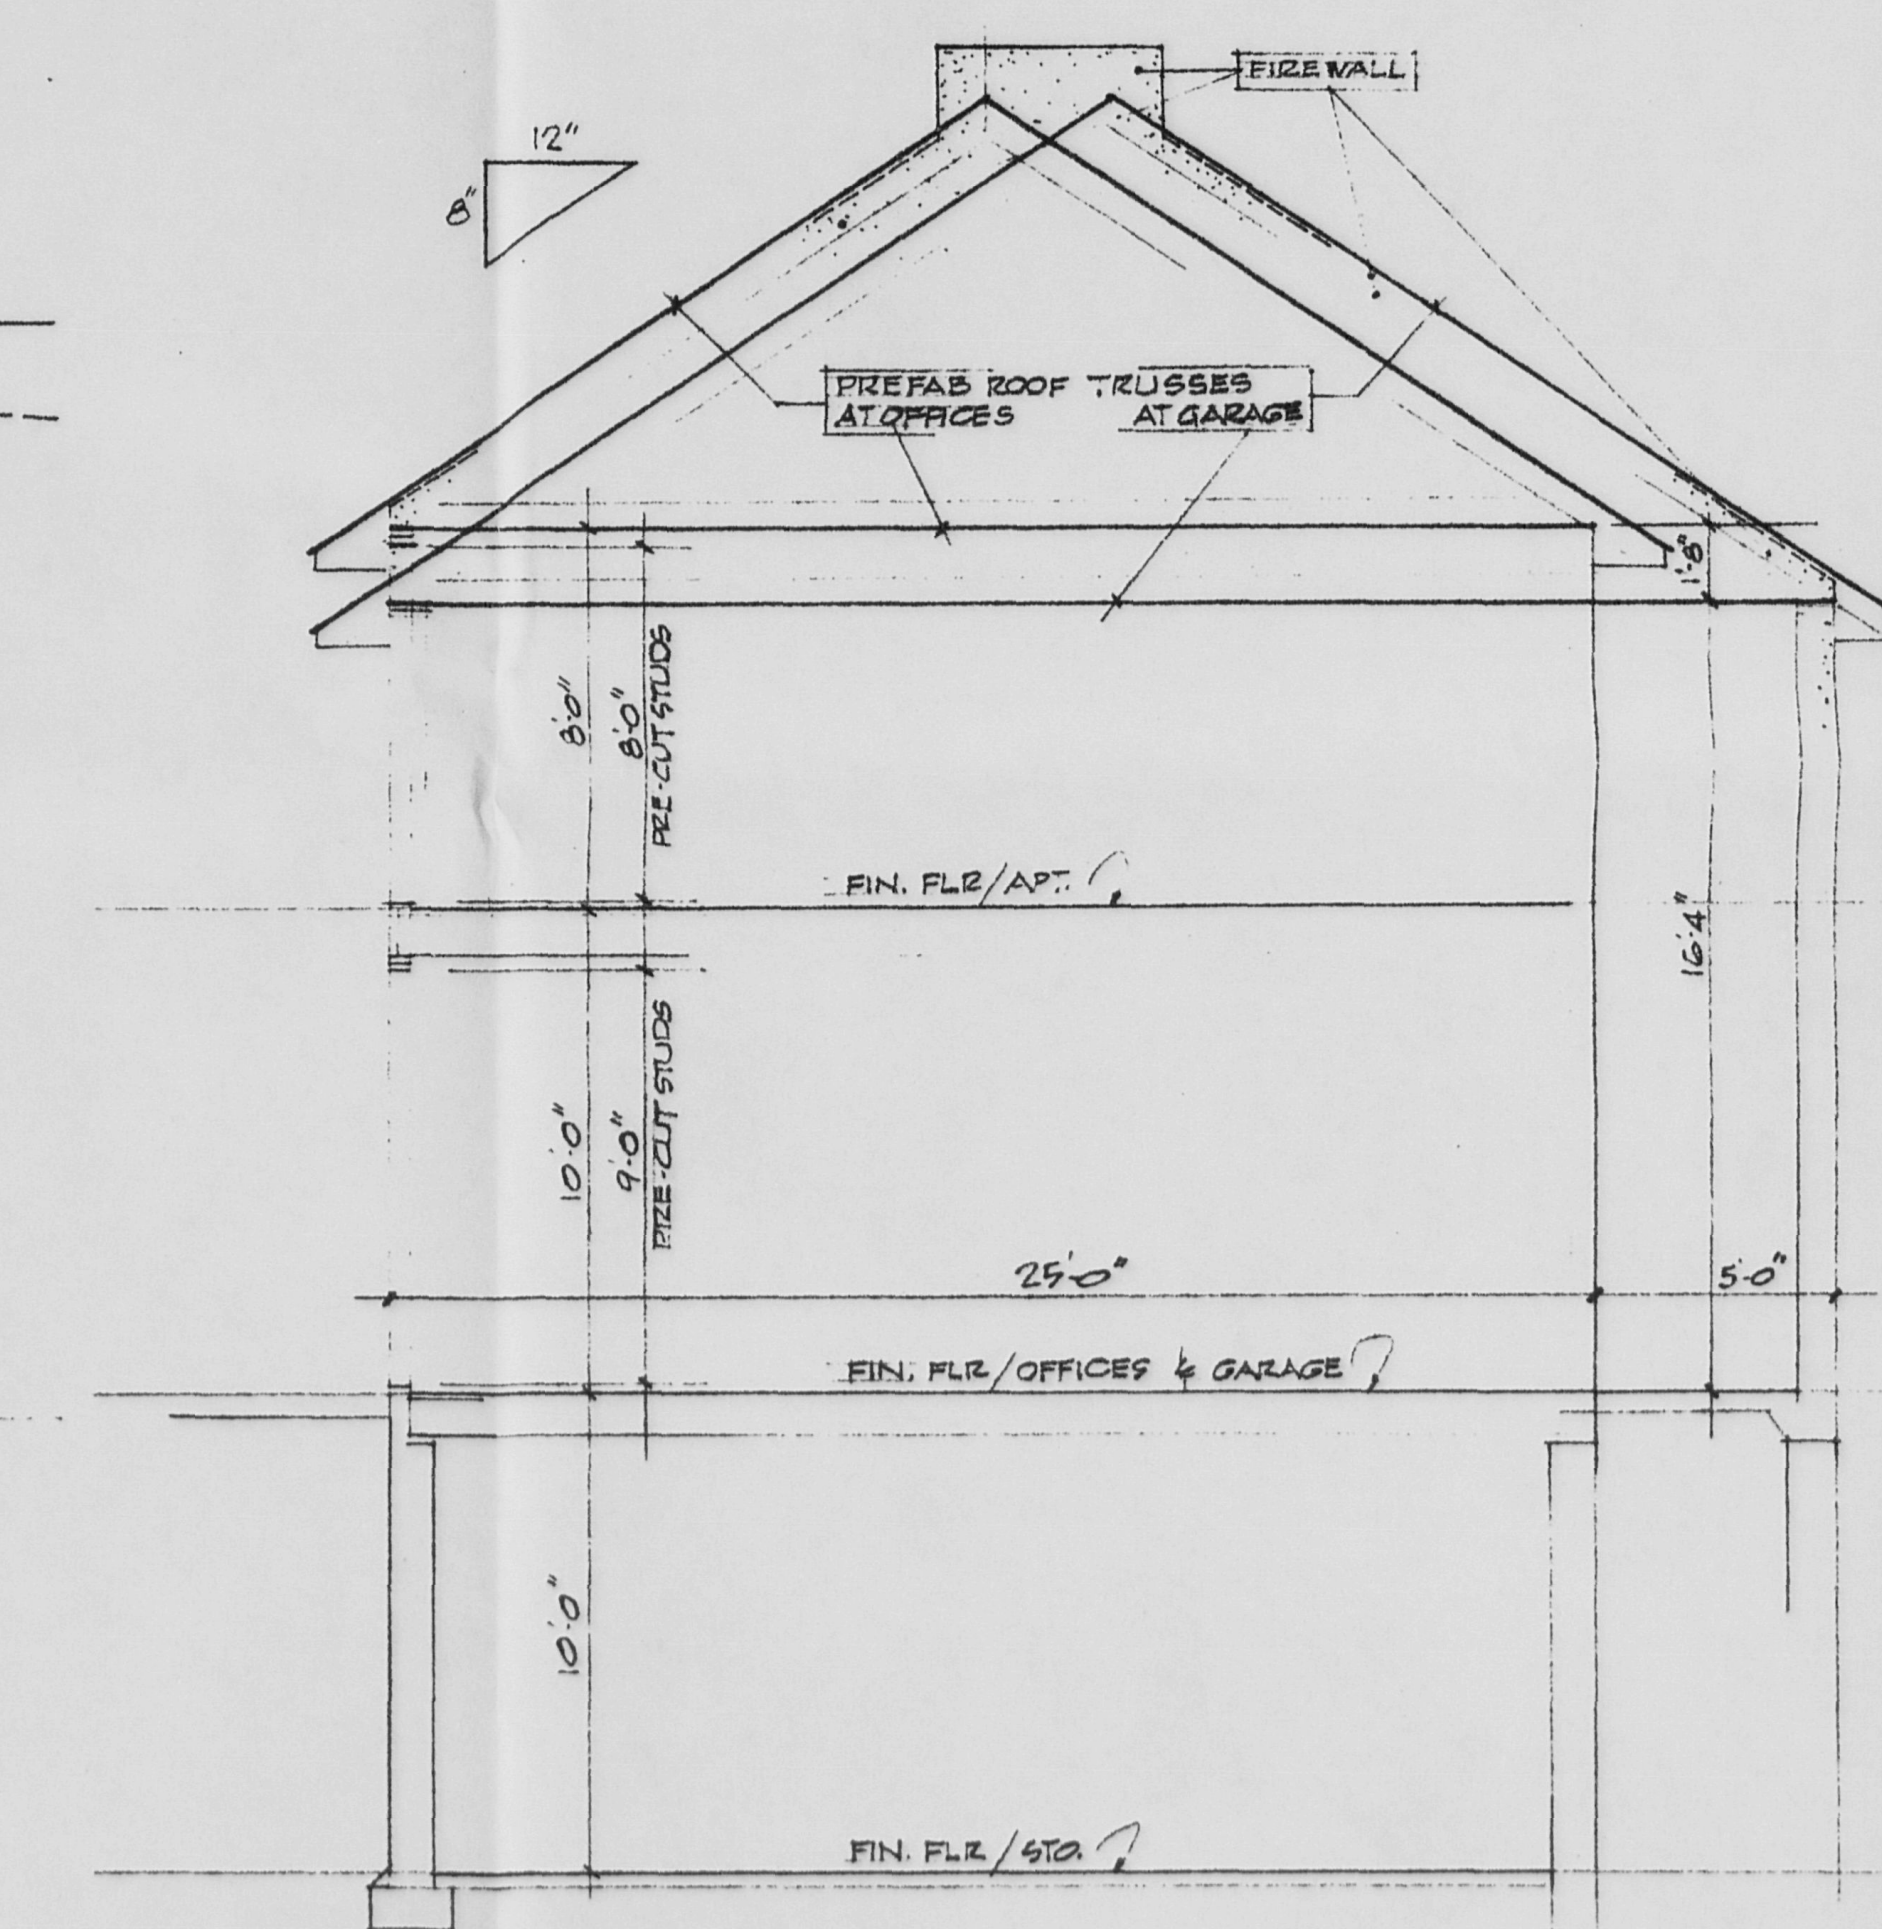 FIREWALL
12"
8"
PREFAB ROOF TRUSSES
AT OFFICES AT GARAGE
1'-8"
8'-0"
8'-0"
PRE-CUT STUDS
FIN. FLR/APT.
16'-4"
10'-0"
9'-0"
PRE-CUT STUDS
25'-0"
5'-0"
FIN. FLR/OFFICES & GARAGE
10'-0"
FIN. FLR/STO.